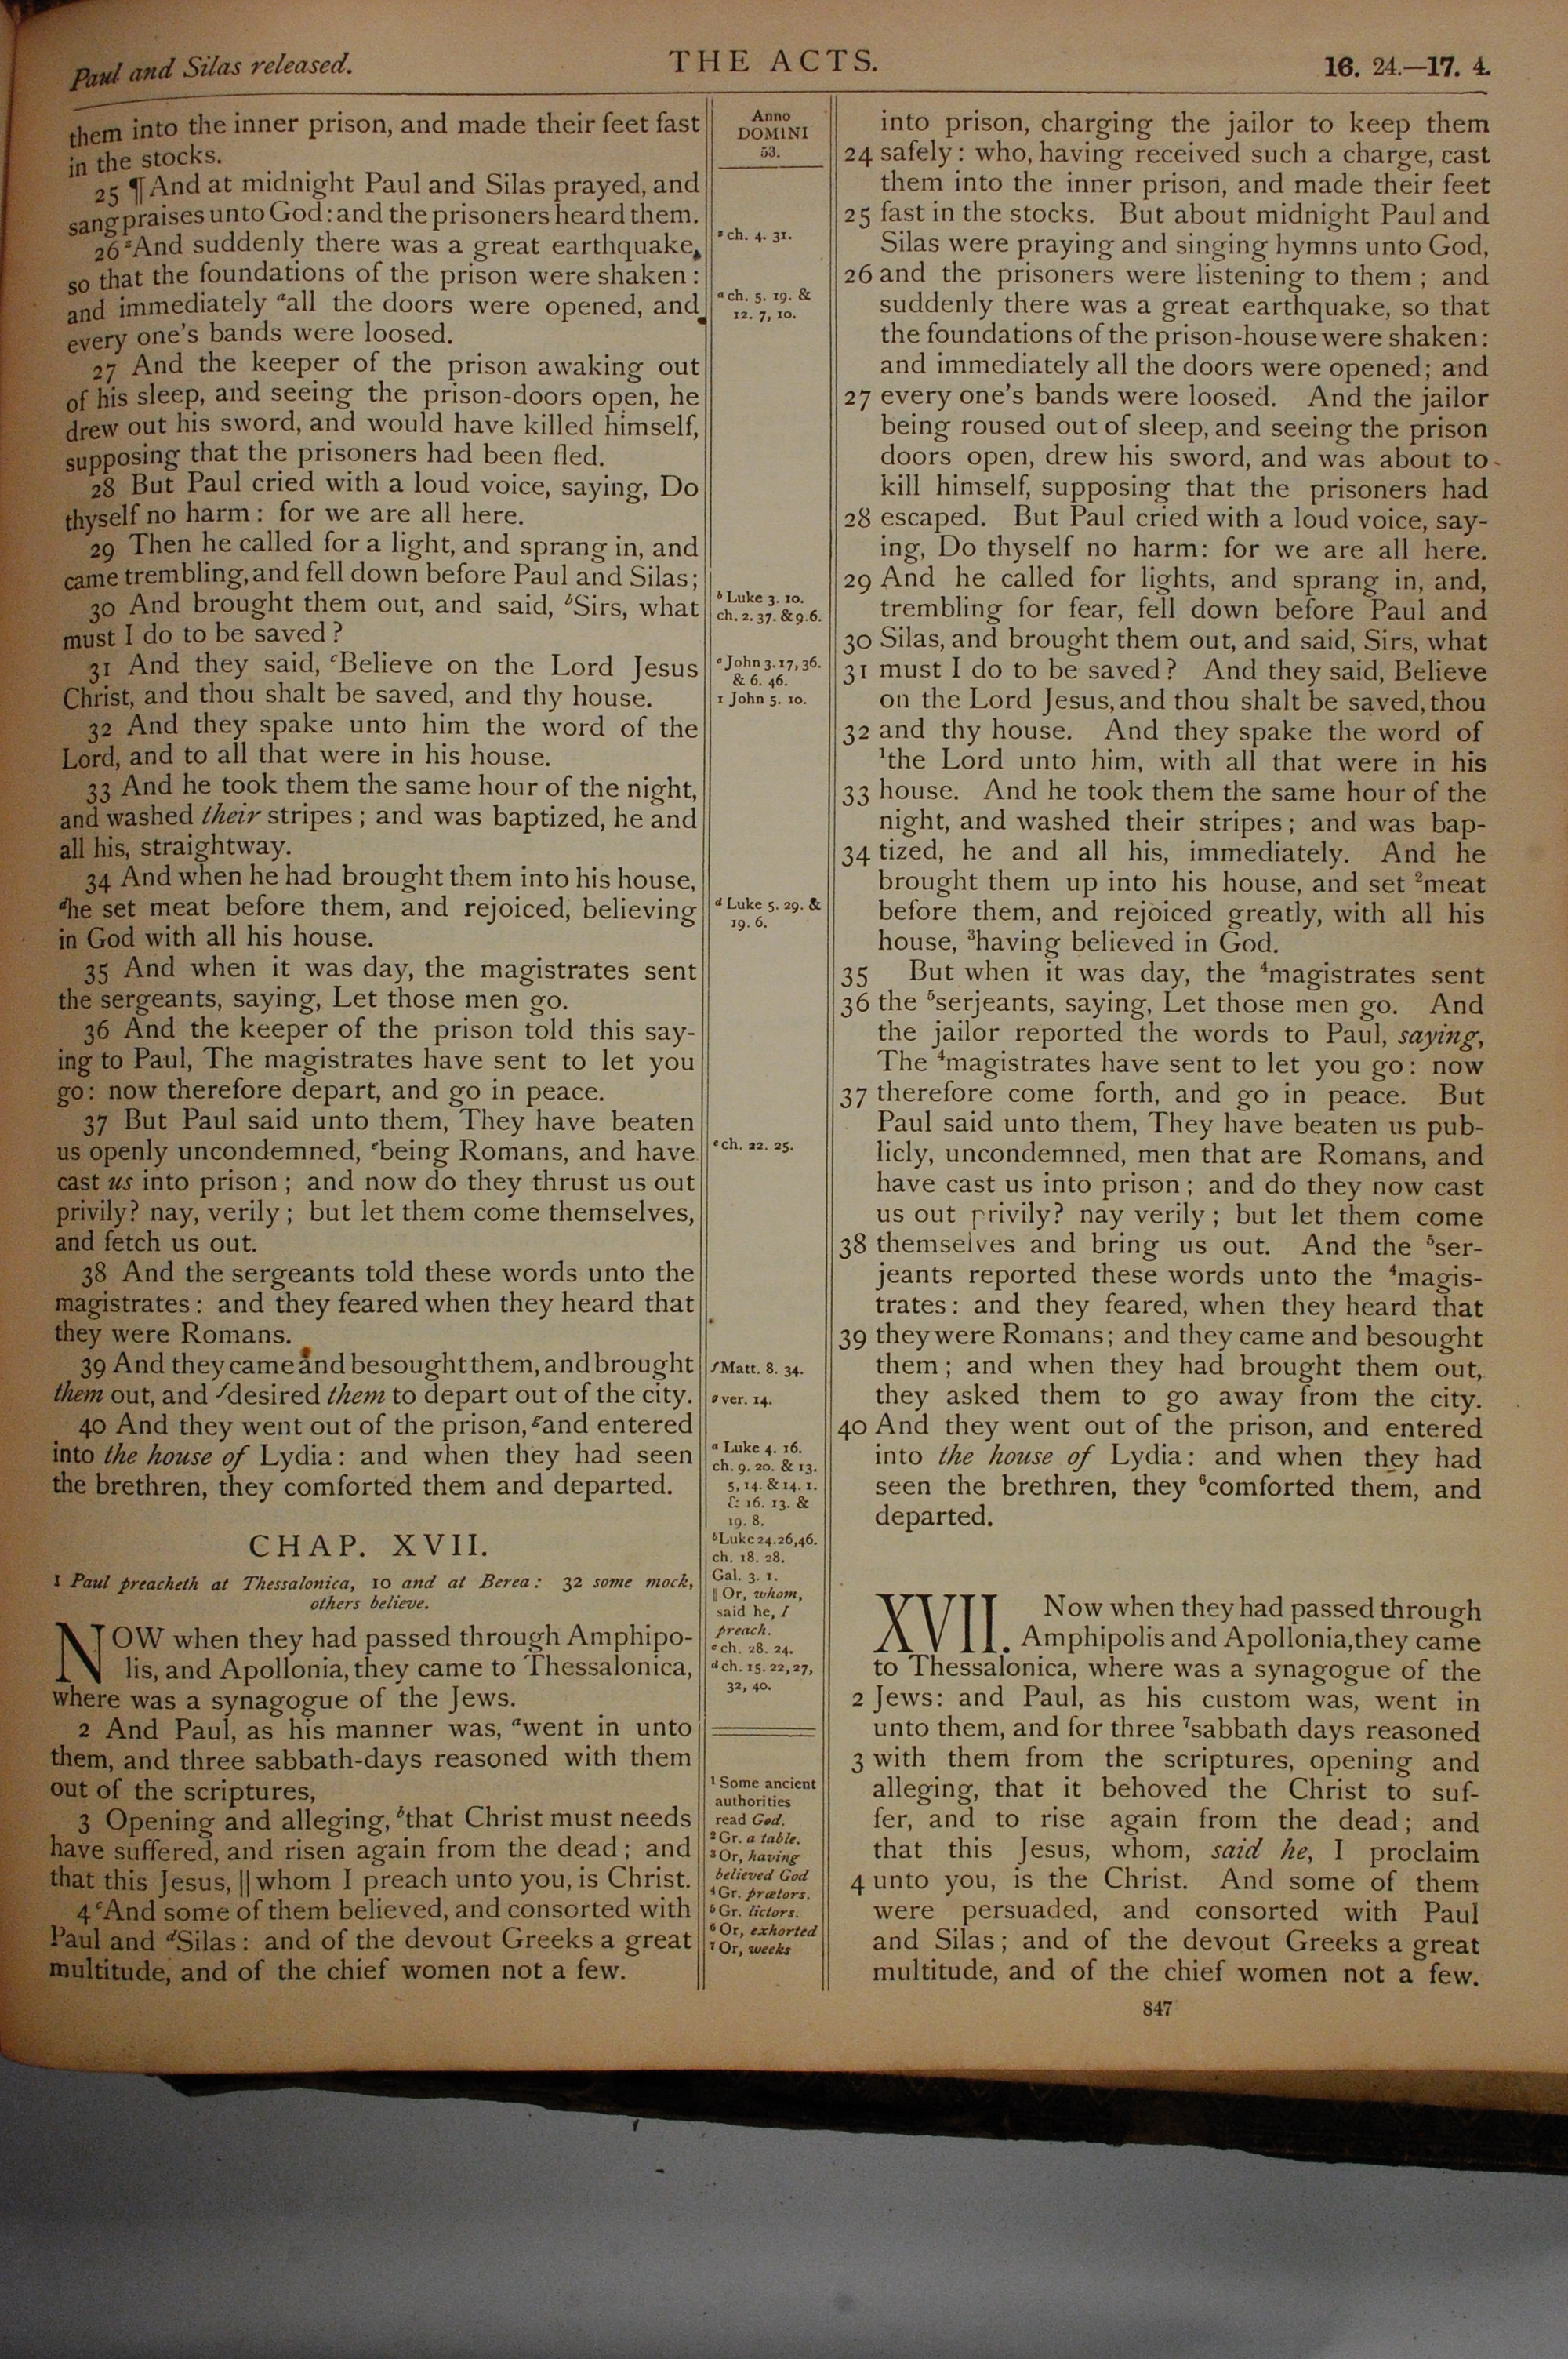 Paul and Silas released.
THE ACTS.
16. 24.—17. 4.
them into the inner prison, and made their feet fast
in the stocks.
25 ¶ And at midnight Paul and Silas prayed, and
sang praises unto God: and the prisoners heard them.
26 ᶻAnd suddenly there was a great earthquake,
so that the foundations of the prison were shaken:
and immediately ᵃall the doors were opened, and
every one's bands were loosed.
27 And the keeper of the prison awaking out
of his sleep, and seeing the prison-doors open, he
drew out his sword, and would have killed himself,
supposing that the prisoners had been fled.
28 But Paul cried with a loud voice, saying, Do
thyself no harm: for we are all here.
29 Then he called for a light, and sprang in, and
came trembling, and fell down before Paul and Silas;
30 And brought them out, and said, ᵇSirs, what
must I do to be saved?
31 And they said, ᶜBelieve on the Lord Jesus
Christ, and thou shalt be saved, and thy house.
32 And they spake unto him the word of the
Lord, and to all that were in his house.
33 And he took them the same hour of the night,
and washed their stripes; and was baptized, he and
all his, straightway.
34 And when he had brought them into his house,
ᵈhe set meat before them, and rejoiced, believing
in God with all his house.
35 And when it was day, the magistrates sent
the sergeants, saying, Let those men go.
36 And the keeper of the prison told this say-
ing to Paul, The magistrates have sent to let you
go: now therefore depart, and go in peace.
37 But Paul said unto them, They have beaten
us openly uncondemned, ᵉbeing Romans, and have
cast us into prison; and now do they thrust us out
privily? nay, verily; but let them come themselves,
and fetch us out.
38 And the sergeants told these words unto the
magistrates: and they feared when they heard that
they were Romans.
39 And they came and besought them, and brought
them out, and ᶠdesired them to depart out of the city.
40 And they went out of the prison, ᵍand entered
into the house of Lydia: and when they had seen
the brethren, they comforted them and departed.
CHAP. XVII.
1 Paul preacheth at Thessalonica, 10 and at Berea: 32 some mock,
others believe.
NOW when they had passed through Amphipo-
lis, and Apollonia, they came to Thessalonica,
where was a synagogue of the Jews.
2 And Paul, as his manner was, ᵃwent in unto
them, and three sabbath-days reasoned with them
out of the scriptures,
3 Opening and alleging, ᵇthat Christ must needs
have suffered, and risen again from the dead; and
that this Jesus, || whom I preach unto you, is Christ.
4 ᶜAnd some of them believed, and consorted with
Paul and ᵈSilas: and of the devout Greeks a great
multitude, and of the chief women not a few.
Anno
DOMINI
53.
ᶻ ch. 4. 31.
ᵃ ch. 5. 19. &
12. 7, 10.
ᵇ Luke 3. 10.
ch. 2. 37. & 9. 6.
ᶜ John 3. 17, 36.
& 6. 46.
1 John 5. 10.
ᵈ Luke 5. 29. &
19. 6.
ᵉ ch. 22. 25.
ᶠ Matt. 8. 34.
ᵍ ver. 14.
ᵃ Luke 4. 16.
ch. 9. 20. & 13.
5, 14. & 14. 1.
& 16. 13. &
19. 8.
ᵇ Luke 24. 26, 46.
ch. 18. 28.
Gal. 3. 1.
|| Or, whom,
said he, I
preach.
ᶜ ch. 28. 24.
ᵈ ch. 15. 22, 27,
32, 40.
¹ Some ancient
authorities
read God.
² Gr. a table.
³ Or, having
believed God
⁴ Gr. prætors.
⁵ Gr. lictors.
⁶ Or, exhorted
⁷ Or, weeks
into prison, charging the jailor to keep them
24 safely: who, having received such a charge, cast
them into the inner prison, and made their feet
25 fast in the stocks. But about midnight Paul and
Silas were praying and singing hymns unto God,
26 and the prisoners were listening to them; and
suddenly there was a great earthquake, so that
the foundations of the prison-house were shaken:
and immediately all the doors were opened; and
27 every one's bands were loosed. And the jailor
being roused out of sleep, and seeing the prison
doors open, drew his sword, and was about to
kill himself, supposing that the prisoners had
28 escaped. But Paul cried with a loud voice, say-
ing, Do thyself no harm: for we are all here.
29 And he called for lights, and sprang in, and,
trembling for fear, fell down before Paul and
30 Silas, and brought them out, and said, Sirs, what
31 must I do to be saved? And they said, Believe
on the Lord Jesus, and thou shalt be saved, thou
32 and thy house. And they spake the word of
¹the Lord unto him, with all that were in his
33 house. And he took them the same hour of the
night, and washed their stripes; and was bap-
34 tized, he and all his, immediately. And he
brought them up into his house, and set ²meat
before them, and rejoiced greatly, with all his
house, ³having believed in God.
35 But when it was day, the ⁴magistrates sent
36 the ⁵serjeants, saying, Let those men go. And
the jailor reported the words to Paul, saying,
The ⁴magistrates have sent to let you go: now
37 therefore come forth, and go in peace. But
Paul said unto them, They have beaten us pub-
licly, uncondemned, men that are Romans, and
have cast us into prison; and do they now cast
us out privily? nay verily; but let them come
38 themselves and bring us out. And the ⁵ser-
jeants reported these words unto the ⁴magis-
trates: and they feared, when they heard that
39 they were Romans; and they came and besought
them; and when they had brought them out,
they asked them to go away from the city.
40 And they went out of the prison, and entered
into the house of Lydia: and when they had
seen the brethren, they ⁶comforted them, and
departed.
XVII. Now when they had passed through
Amphipolis and Apollonia, they came
to Thessalonica, where was a synagogue of the
2 Jews: and Paul, as his custom was, went in
unto them, and for three ⁷sabbath days reasoned
3 with them from the scriptures, opening and
alleging, that it behoved the Christ to suf-
fer, and to rise again from the dead; and
that this Jesus, whom, said he, I proclaim
4 unto you, is the Christ. And some of them
were persuaded, and consorted with Paul
and Silas; and of the devout Greeks a great
multitude, and of the chief women not a few.
847